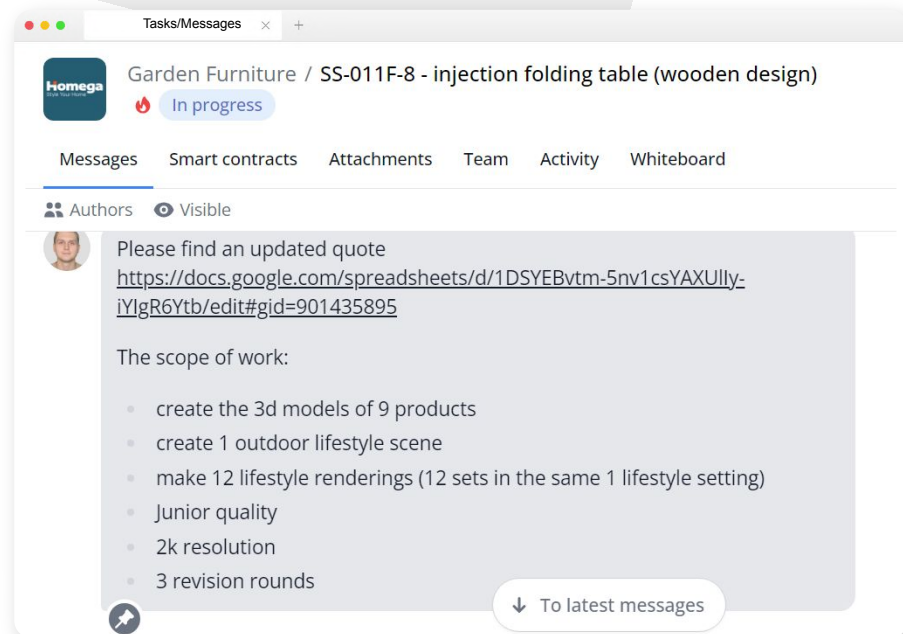 Tasks/Messages
Homega
Style Your Home
Garden Furniture / SS-011F-8 - injection folding table (wooden design)
In progress
Messages Smart contracts Attachments Team Activity Whiteboard
Authors Visible
Please find an updated quote
https://docs.google.com/spreadsheets/d/1DSYEBvtm-5nv1csYAXUlIy-
iYIgR6Ytb/edit#gid=901435895
The scope of work:
create the 3d models of 9 products
create 1 outdoor lifestyle scene
make 12 lifestyle renderings (12 sets in the same 1 lifestyle setting)
Junior quality
2k resolution
3 revision rounds
To latest messages